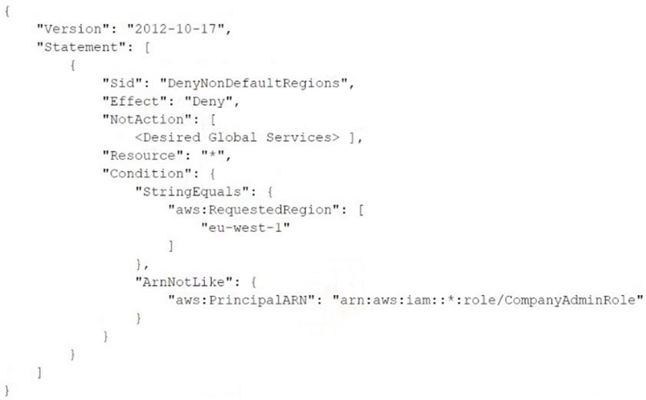 {
    "Version": "2012-10-17",
    "Statement": [
        {
            "Sid": "DenyNonDefaultRegions",
            "Effect": "Deny",
            "NotAction": [
                <Desired Global Services> ],
            "Resource": "*",
            "Condition": {
                "StringEquals": {
                    "aws:RequestedRegion": [
                        "eu-west-1"
                    ]
                },
                "ArnNotLike": {
                    "aws:PrincipalARN": "arn:aws:iam::*:role/CompanyAdminRole"
                }
            }
        }
    ]
}